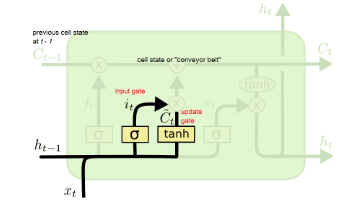 previous cell state
at t - 1
h_t
C_{t-1}
cell state or "conveyor belt"
C_t
tanh
input gate
f_t
i_t
o_t
update
gate
C̃_t
σ
σ
tanh
σ
h_{t-1}
h_t
x_t